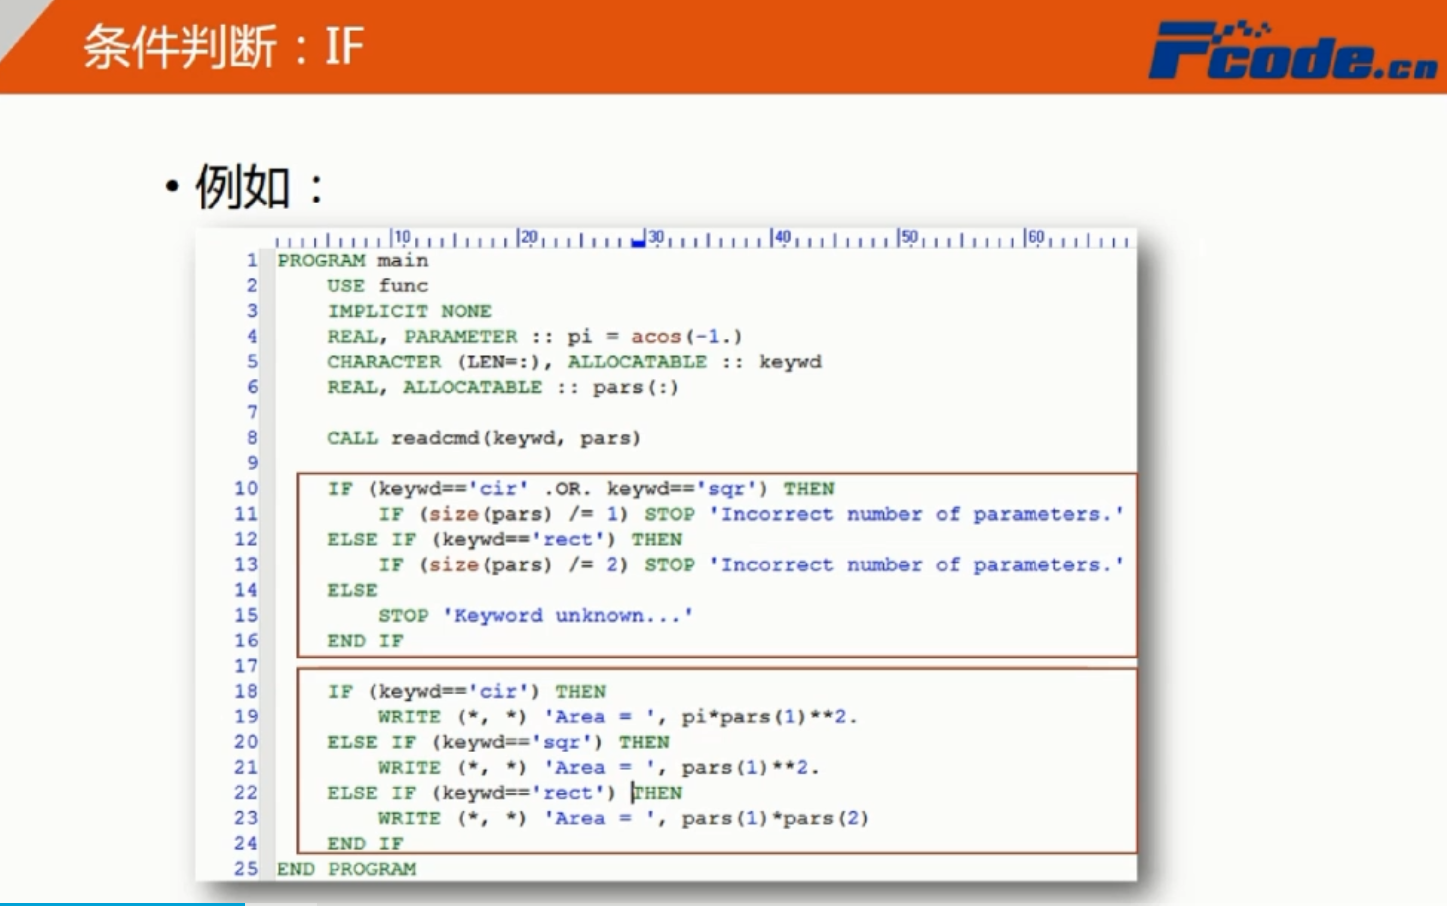 条件判断：IF
Fcode.cn
• 例如：
10 20 30 40 50 60
1 PROGRAM main
2 USE func
3 IMPLICIT NONE
4 REAL, PARAMETER :: pi = acos(-1.)
5 CHARACTER (LEN=:), ALLOCATABLE :: keywd
6 REAL, ALLOCATABLE :: pars(:)
7
8 CALL readcmd(keywd, pars)
9
10 IF (keywd=='cir' .OR. keywd=='sqr') THEN
11 IF (size(pars) /= 1) STOP 'Incorrect number of parameters.'
12 ELSE IF (keywd=='rect') THEN
13 IF (size(pars) /= 2) STOP 'Incorrect number of parameters.'
14 ELSE
15 STOP 'Keyword unknown...'
16 END IF
17
18 IF (keywd=='cir') THEN
19 WRITE (*, *) 'Area = ', pi*pars(1)**2.
20 ELSE IF (keywd=='sqr') THEN
21 WRITE (*, *) 'Area = ', pars(1)**2.
22 ELSE IF (keywd=='rect') THEN
23 WRITE (*, *) 'Area = ', pars(1)*pars(2)
24 END IF
25 END PROGRAM